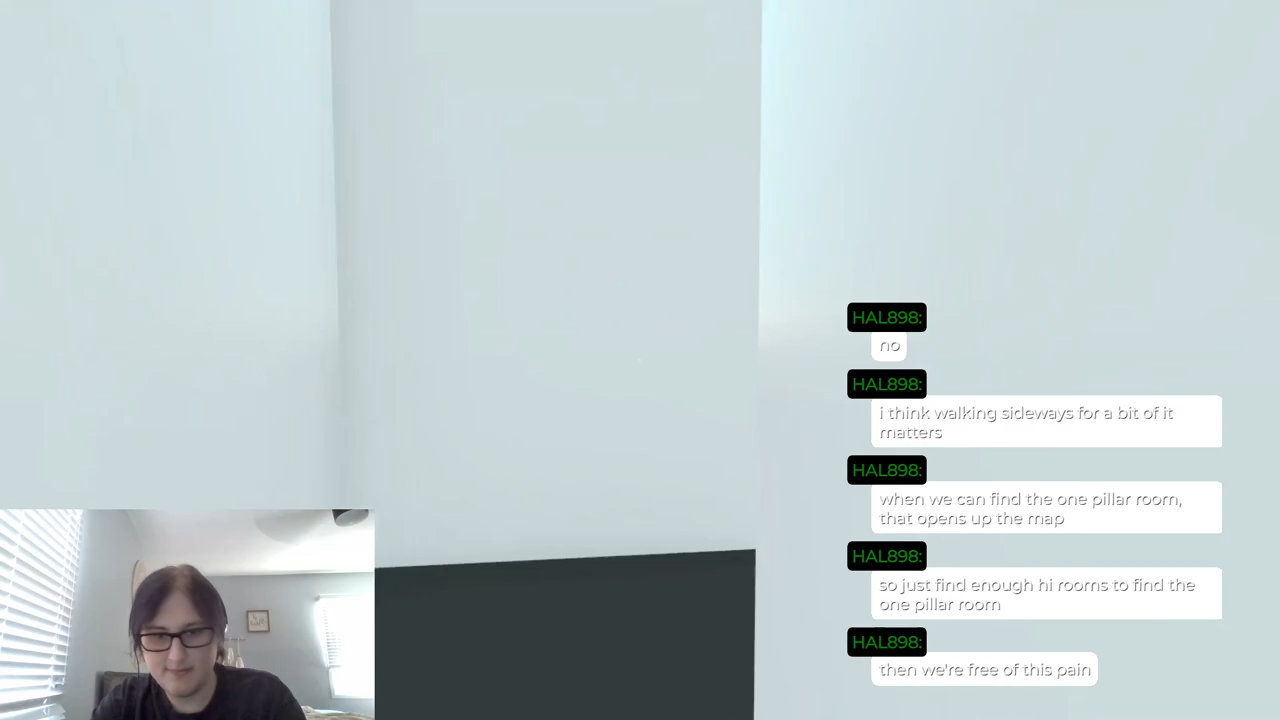 HAL898:
no
HAL898:
i think walking sideways for a bit of it
matters
HAL898:
when we can find the one pillar room,
that opens up the map
HAL898:
so just find enough hi rooms to find the
one pillar room
HAL898:
then we're free of this pain